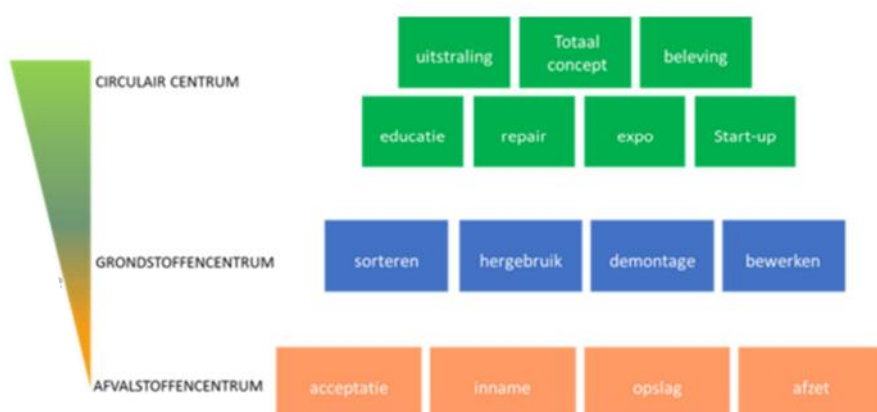 uitstraling
Totaal
concept
beleving
CIRCULAIR CENTRUM
educatie
repair
expo
Start-up
GRONDSTOFFENCENTRUM
sorteren
hergebruik
demontage
bewerken
AFVALSTOFFENCENTRUM
acceptatie
inname
opslag
afzet